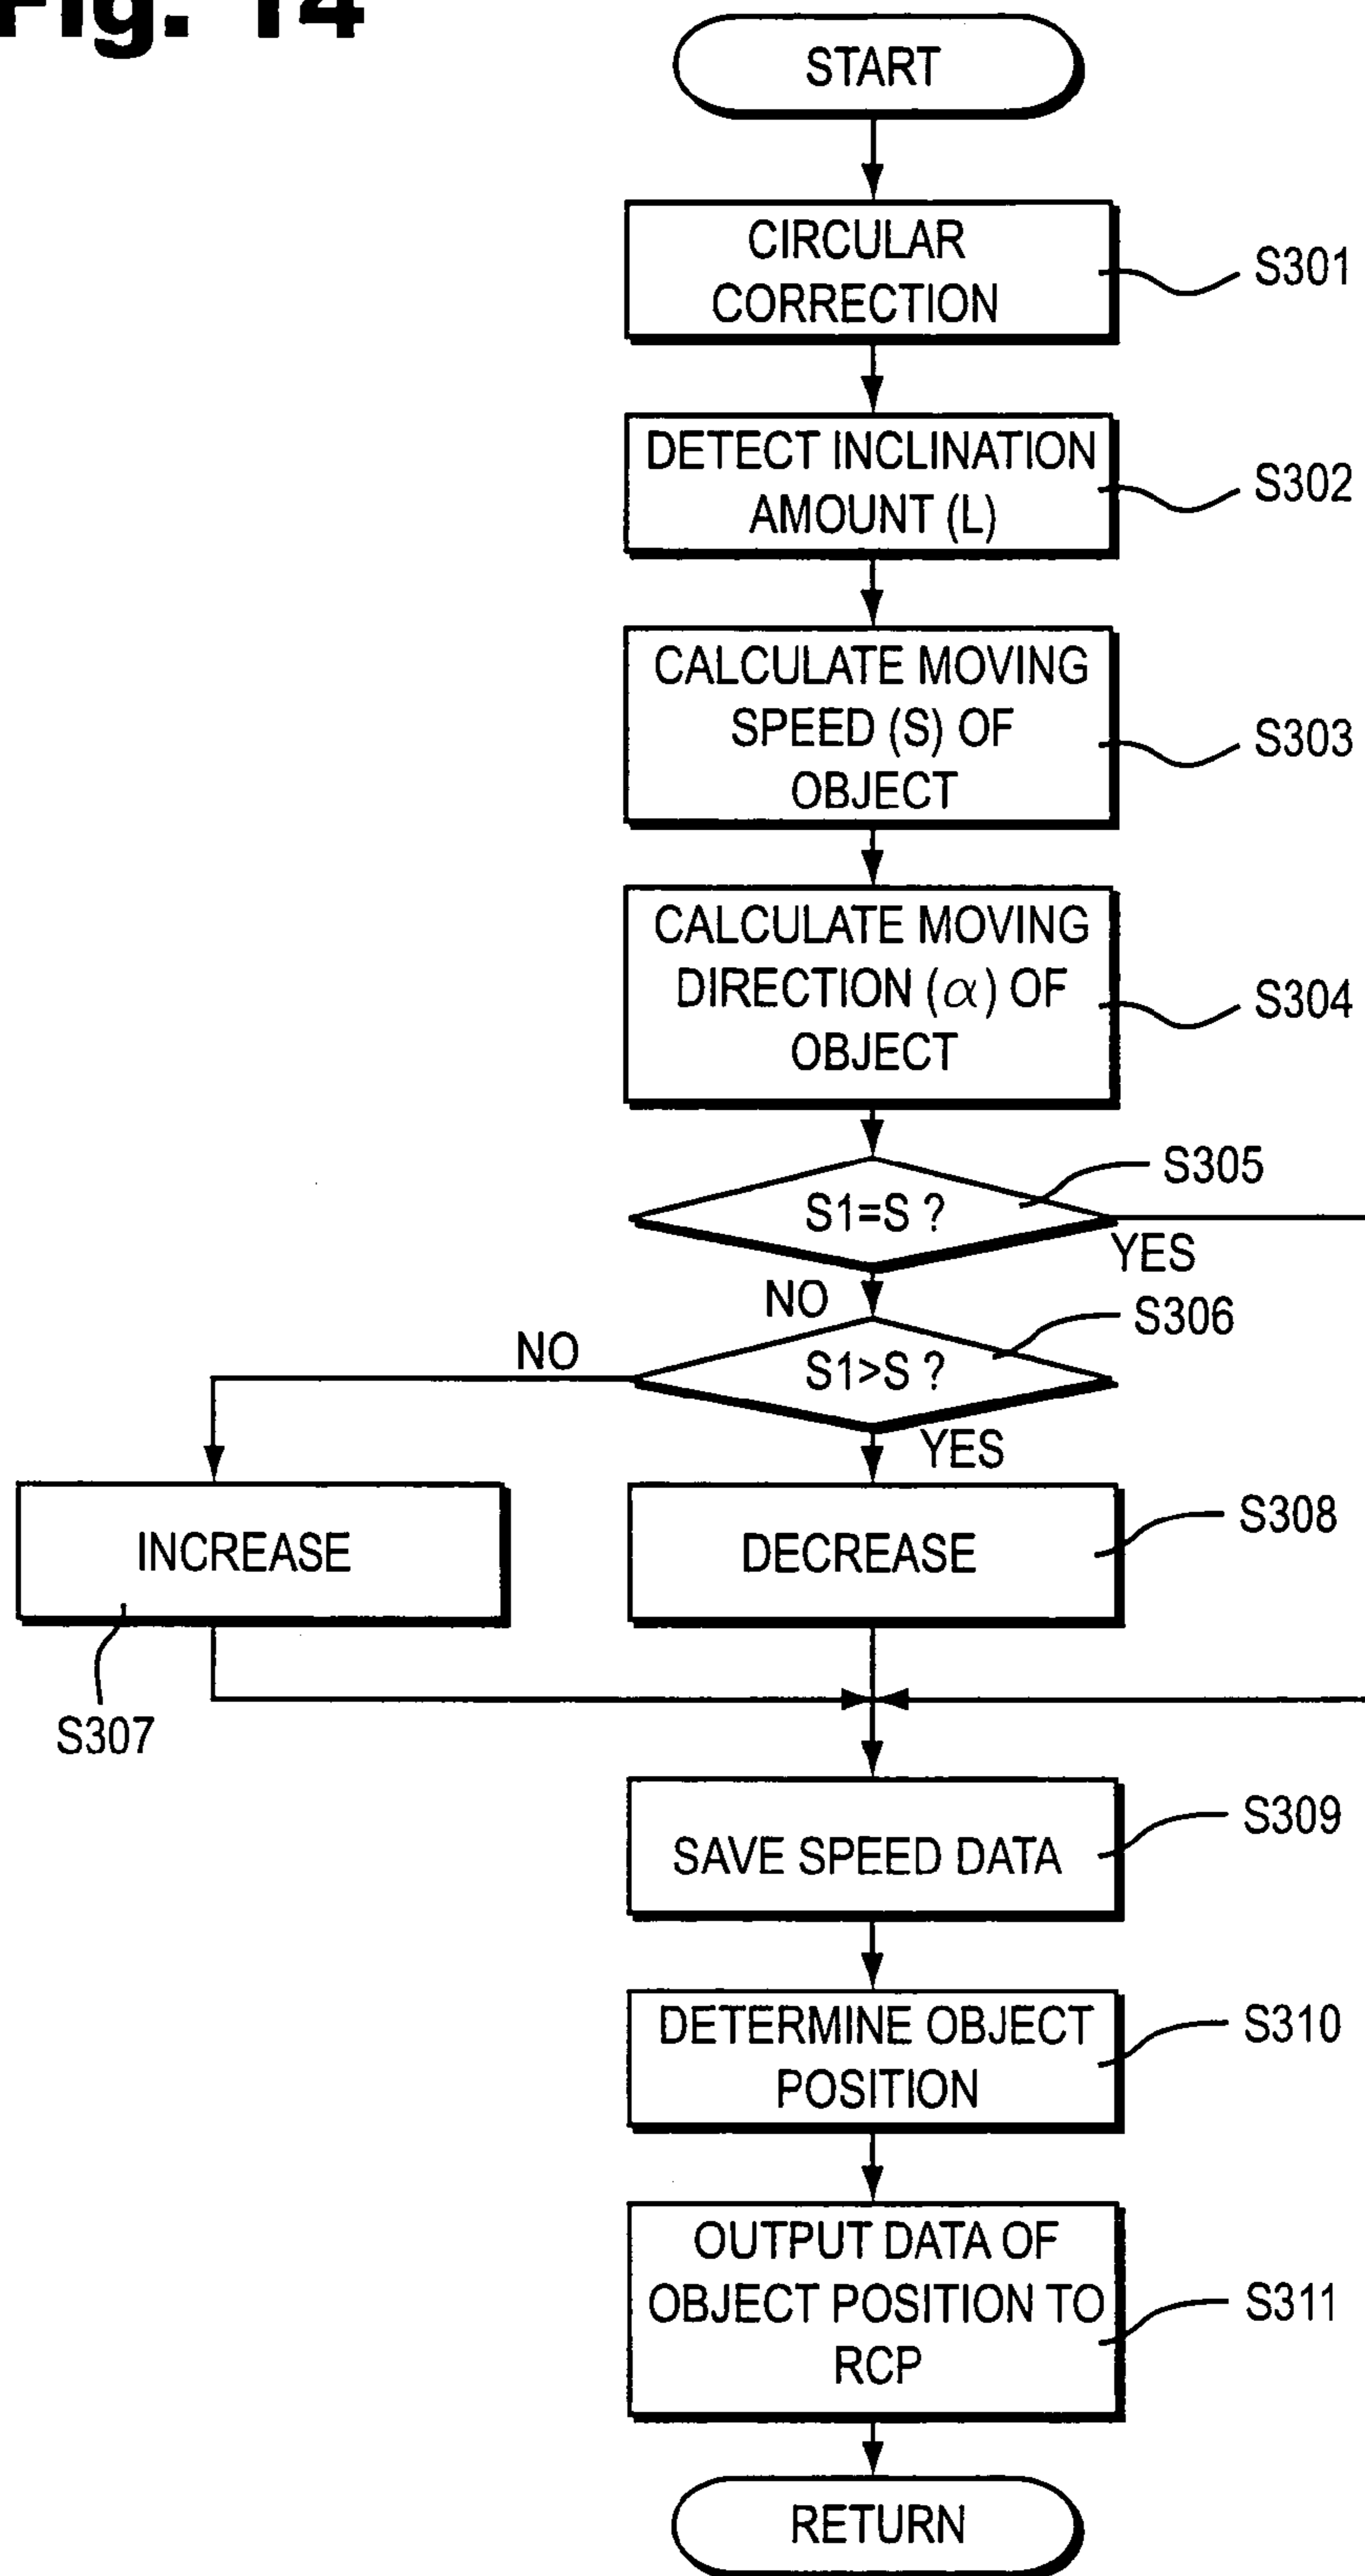 Fig. 14
START
CIRCULAR
CORRECTION
S301
DETECT INCLINATION
AMOUNT (L)
S302
CALCULATE MOVING
SPEED (S) OF
OBJECT
S303
CALCULATE MOVING
DIRECTION (α) OF
OBJECT
S304
S1=S ?
S305
YES
NO
S1>S ?
S306
NO
YES
INCREASE
S307
DECREASE
S308
SAVE SPEED DATA
S309
DETERMINE OBJECT
POSITION
S310
OUTPUT DATA OF
OBJECT POSITION TO
RCP
S311
RETURN